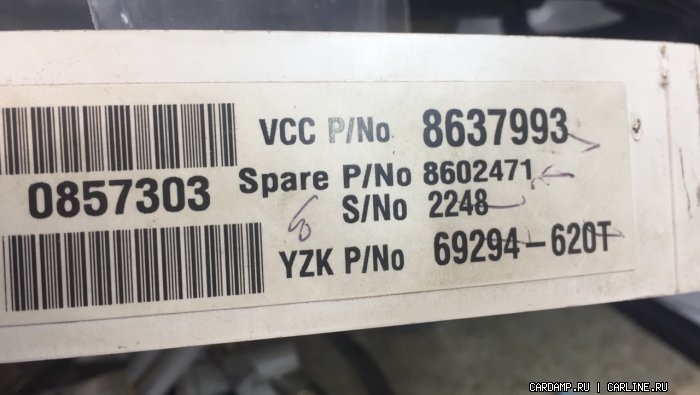 VCC P/No 8637993
0857303
Spare P/No 8602471
S/No 2248
YZK P/No 69294-620T
CARDAMP.RU | CARLINE.RU